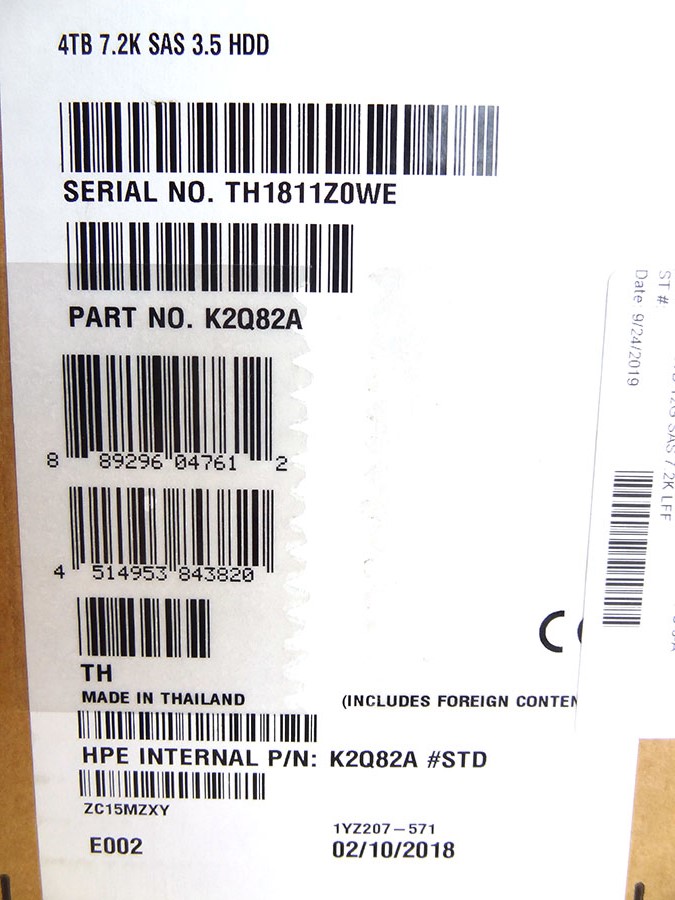 4TB 7.2K SAS 3.5 HDD
SERIAL NO. TH1811Z0WE
PART NO. K2Q82A
8 89296 04761 2
4 514953 843820
TH
MADE IN THAILAND
(INCLUDES FOREIGN CONTEN
HPE INTERNAL P/N: K2Q82A #STD
ZC15MZXY
E002
1YZ207-571
02/10/2018
ST #.
Date: 9/24/2019
SAS 7.2K LFF